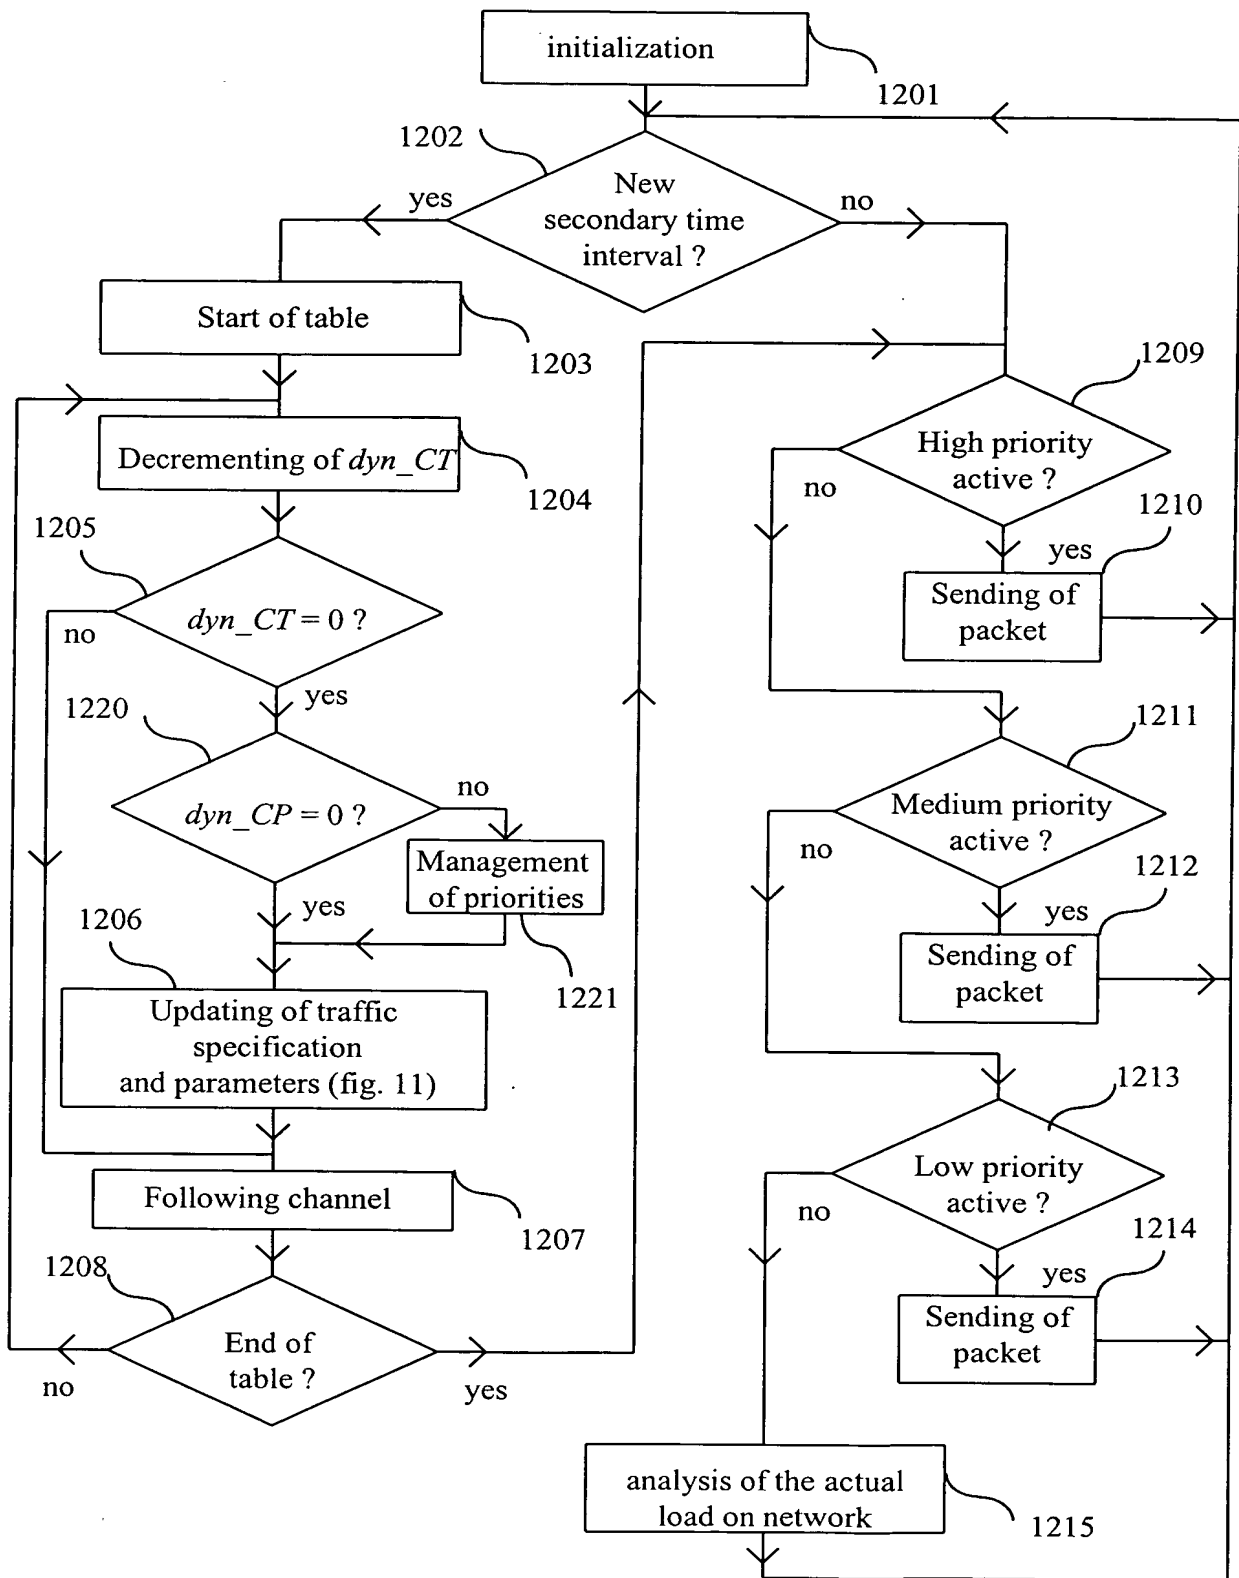 initialization
1201
1202
New
secondary time
interval ?
yes
no
Start of table
1203
Decrementing of dyn_CT
1204
1205
dyn_CT = 0 ?
no
yes
1220
dyn_CP = 0 ?
no
Management
of priorities
1221
yes
1206
Updating of traffic
specification
and parameters (fig. 11)
Following channel
1207
1208
End of
table ?
no
yes
1209
High priority
active ?
no
yes
1210
Sending of
packet
1211
Medium priority
active ?
no
yes
1212
Sending of
packet
1213
Low priority
active ?
no
yes
1214
Sending of
packet
analysis of the actual
load on network
1215